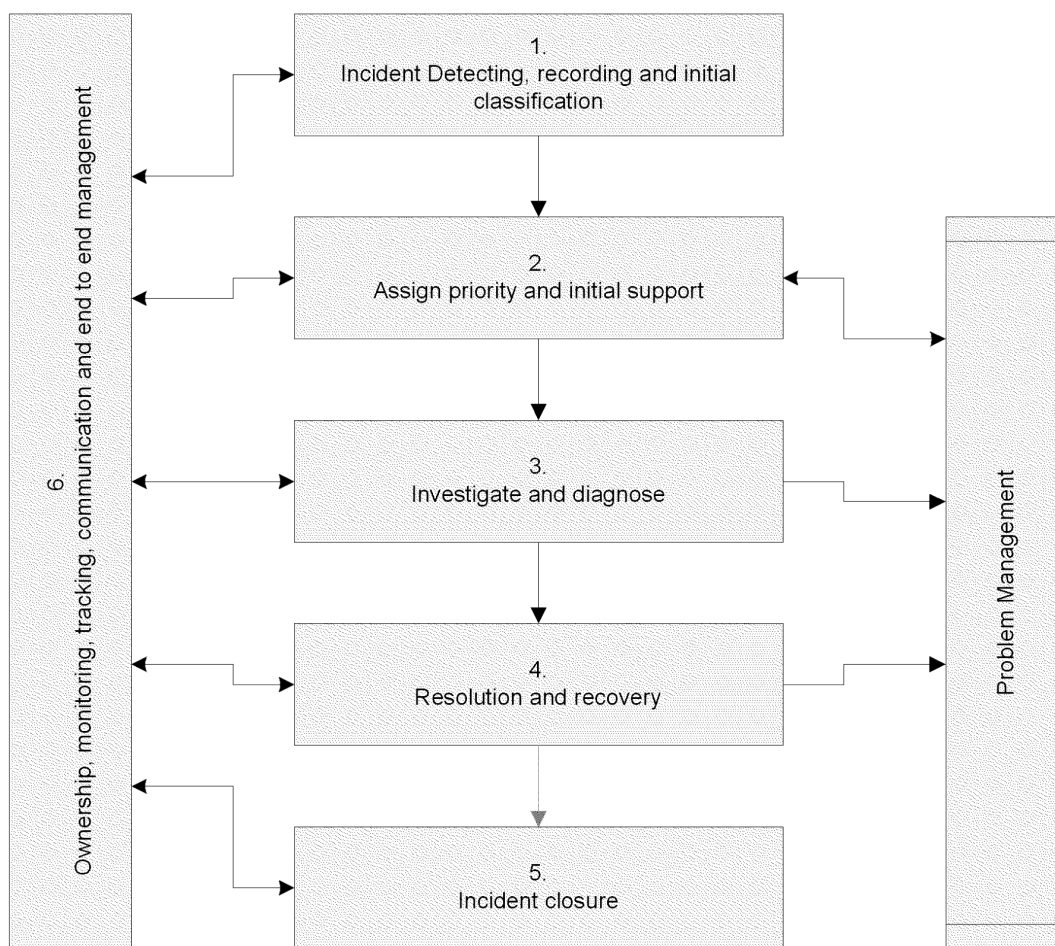 1.
Incident Detecting, recording and initial
classification
2.
Assign priority and initial support
3.
Investigate and diagnose
4.
Resolution and recovery
5.
Incident closure
6.
Ownership, monitoring, tracking, communication and end to end management
Problem Management